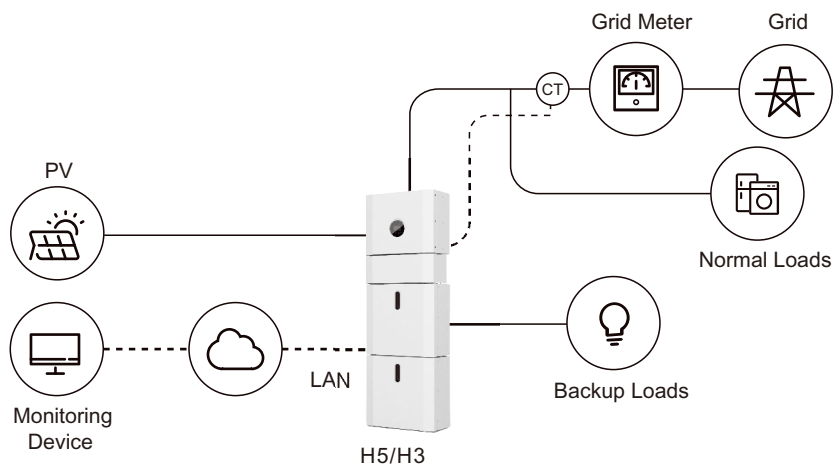 Grid Meter
Grid
CT
PV
Normal Loads
LAN
Backup Loads
Monitoring
Device
H5/H3